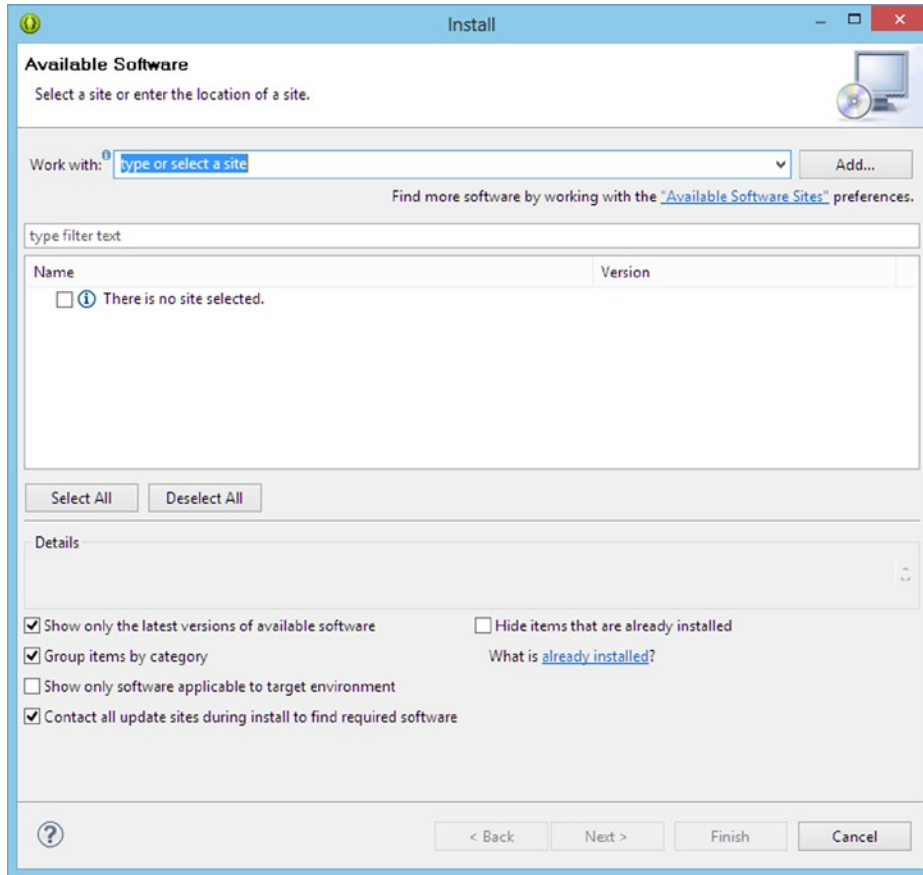 Install
Available Software
Select a site or enter the location of a site.
Work with: type or select a site Add...
Find more software by working with the "Available Software Sites" preferences.
type filter text
Name Version
There is no site selected.
Select All Deselect All
Details
Show only the latest versions of available software Hide items that are already installed
Group items by category What is already installed?
Show only software applicable to target environment
Contact all update sites during install to find required software
< Back Next > Finish Cancel